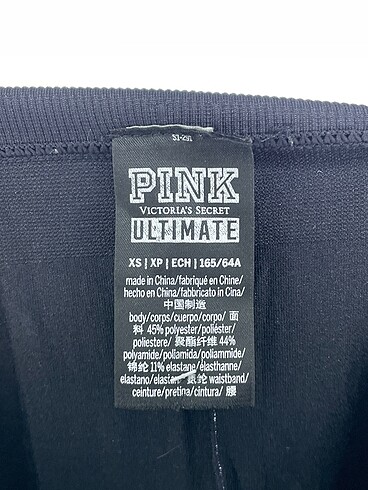 S1-291
PINK
VICTORIA'S SECRET
ULTIMATE
XS | XP | ECH | 165/64A
made in China/fabriqué en Chine/
hecho en China/fabbricato in Cina/
中国制造
body/corps/cuerpo/corpo/ 面
料 45% polyester/poliéster/
poliestere/ 聚酯纤维 44%
polyamide/poliamida/poliammide/
锦纶 11% elastane/élasthanne/
elastano/elastan 氨纶 waistband/
ceinture/pretina/cintura/ 腰